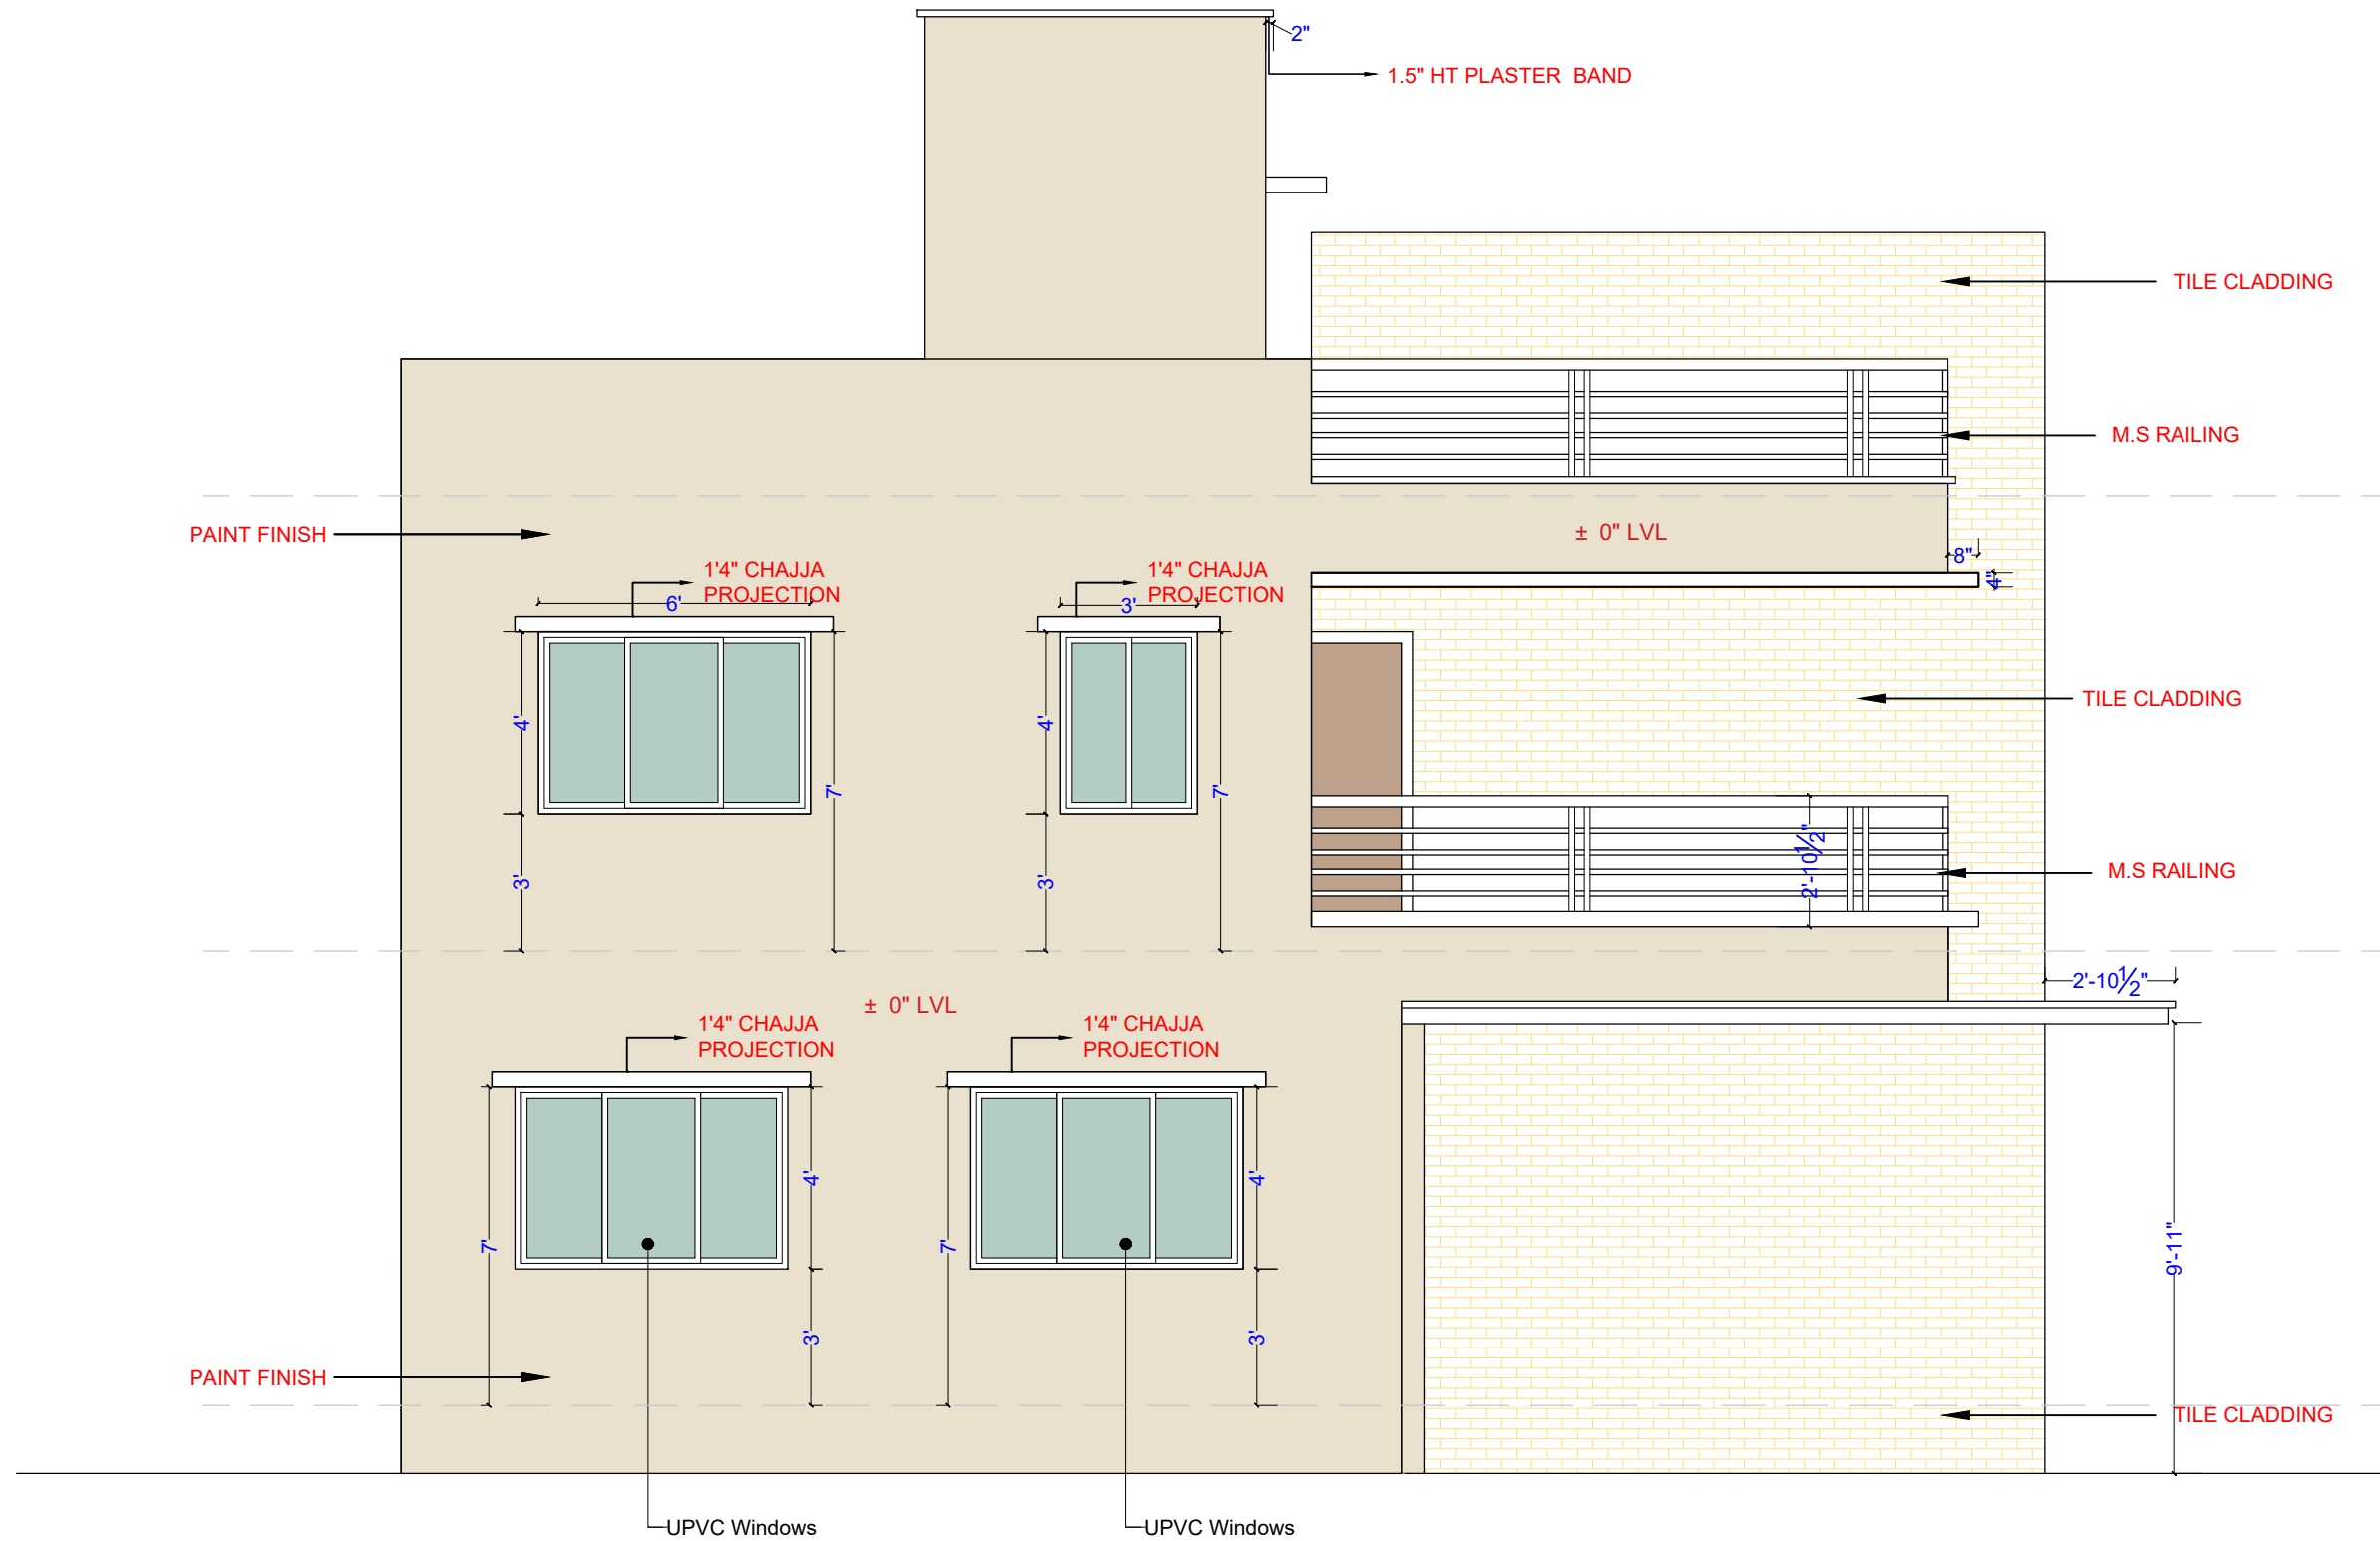 2"
1.5" HT PLASTER  BAND
TILE CLADDING
M.S RAILING
PAINT FINISH
±  0" LVL
8"
4"
1'4" CHAJJA
PROJECTION
6'
1'4" CHAJJA
PROJECTION
3'
4'
7'
4'
7'
TILE CLADDING
3'
3'
2'-10½"
M.S RAILING
2'-10½"
±  0" LVL
1'4" CHAJJA
PROJECTION
1'4" CHAJJA
PROJECTION
7'
4'
7'
4'
9'-11"
3'
3'
PAINT FINISH
TILE CLADDING
UPVC Windows
UPVC Windows